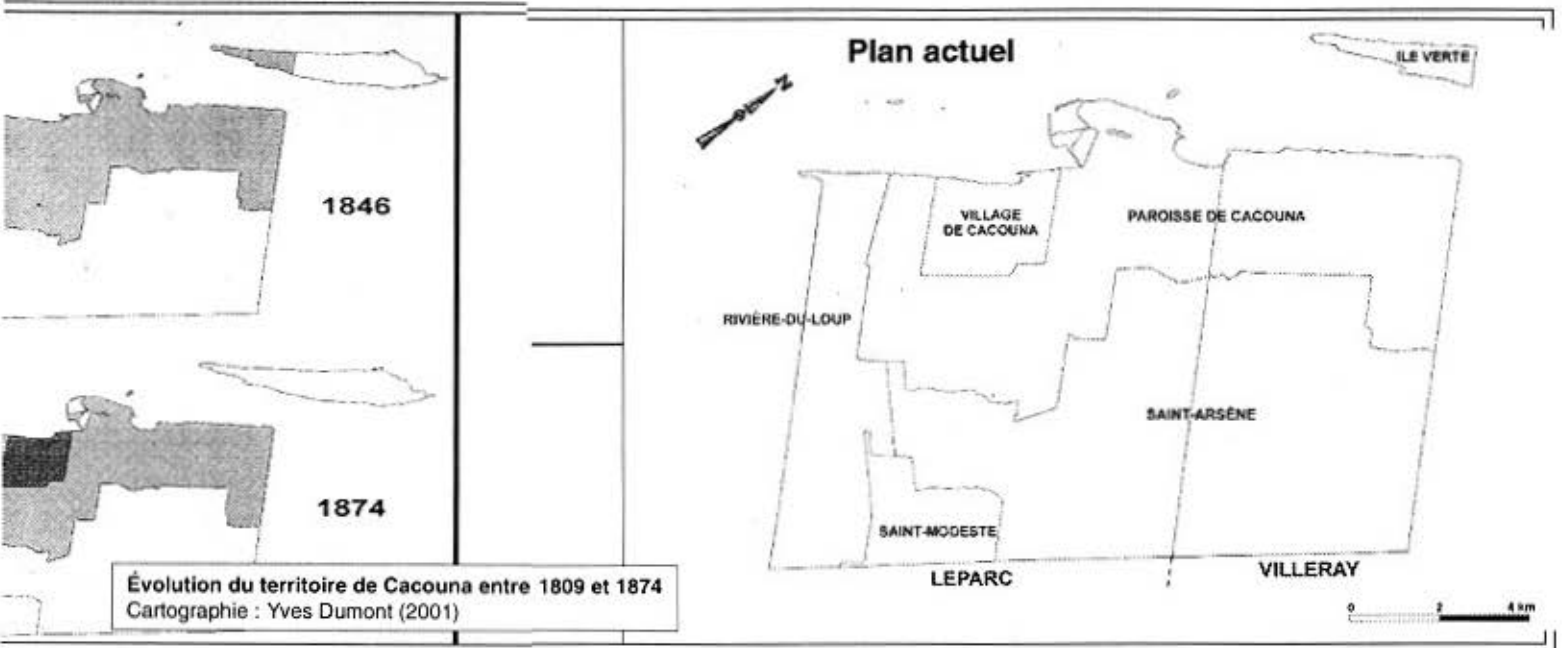 1846
1874
Évolution du territoire de Cacouna entre 1809 et 1874
Cartographie : Yves Dumont (2001)
Plan actuel
N
ILE VERTE
VILLAGE
DE CACOUNA
PAROISSE DE CACOUNA
RIVIÈRE-DU-LOUP
SAINT-ARSÈNE
SAINT-MODESTE
LEPARC
VILLERAY
0 2 4 km